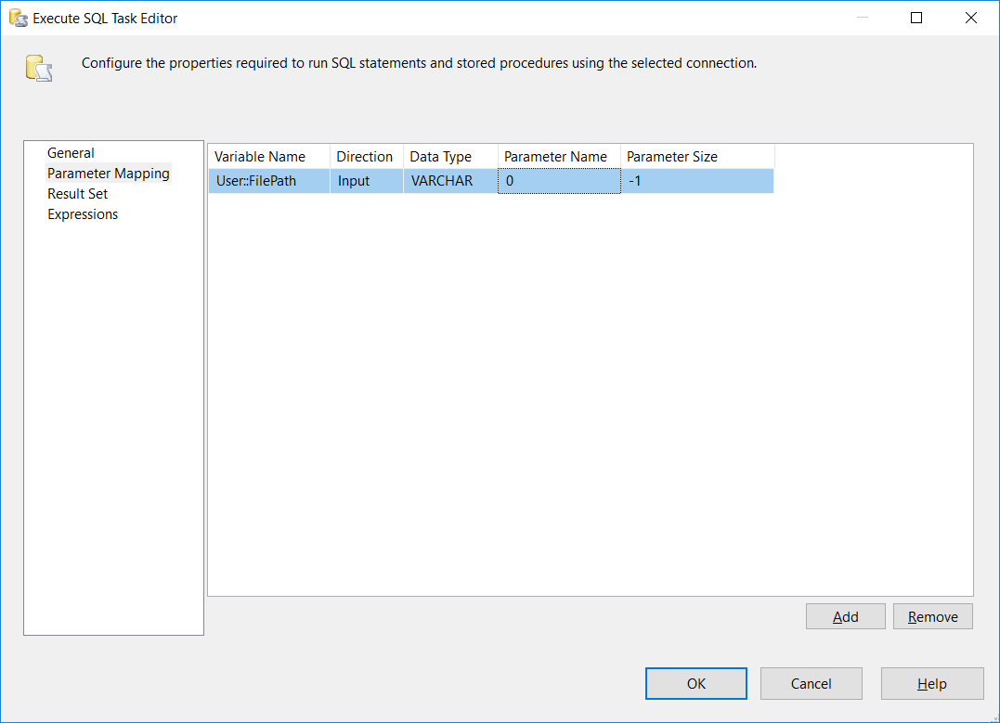 Execute SQL Task Editor
Configure the properties required to run SQL statements and stored procedures using the selected connection.
General
Parameter Mapping
Result Set
Expressions
Variable Name Direction Data Type Parameter Name Parameter Size
User::FilePath Input VARCHAR 0 -1
Add Remove
OK Cancel Help